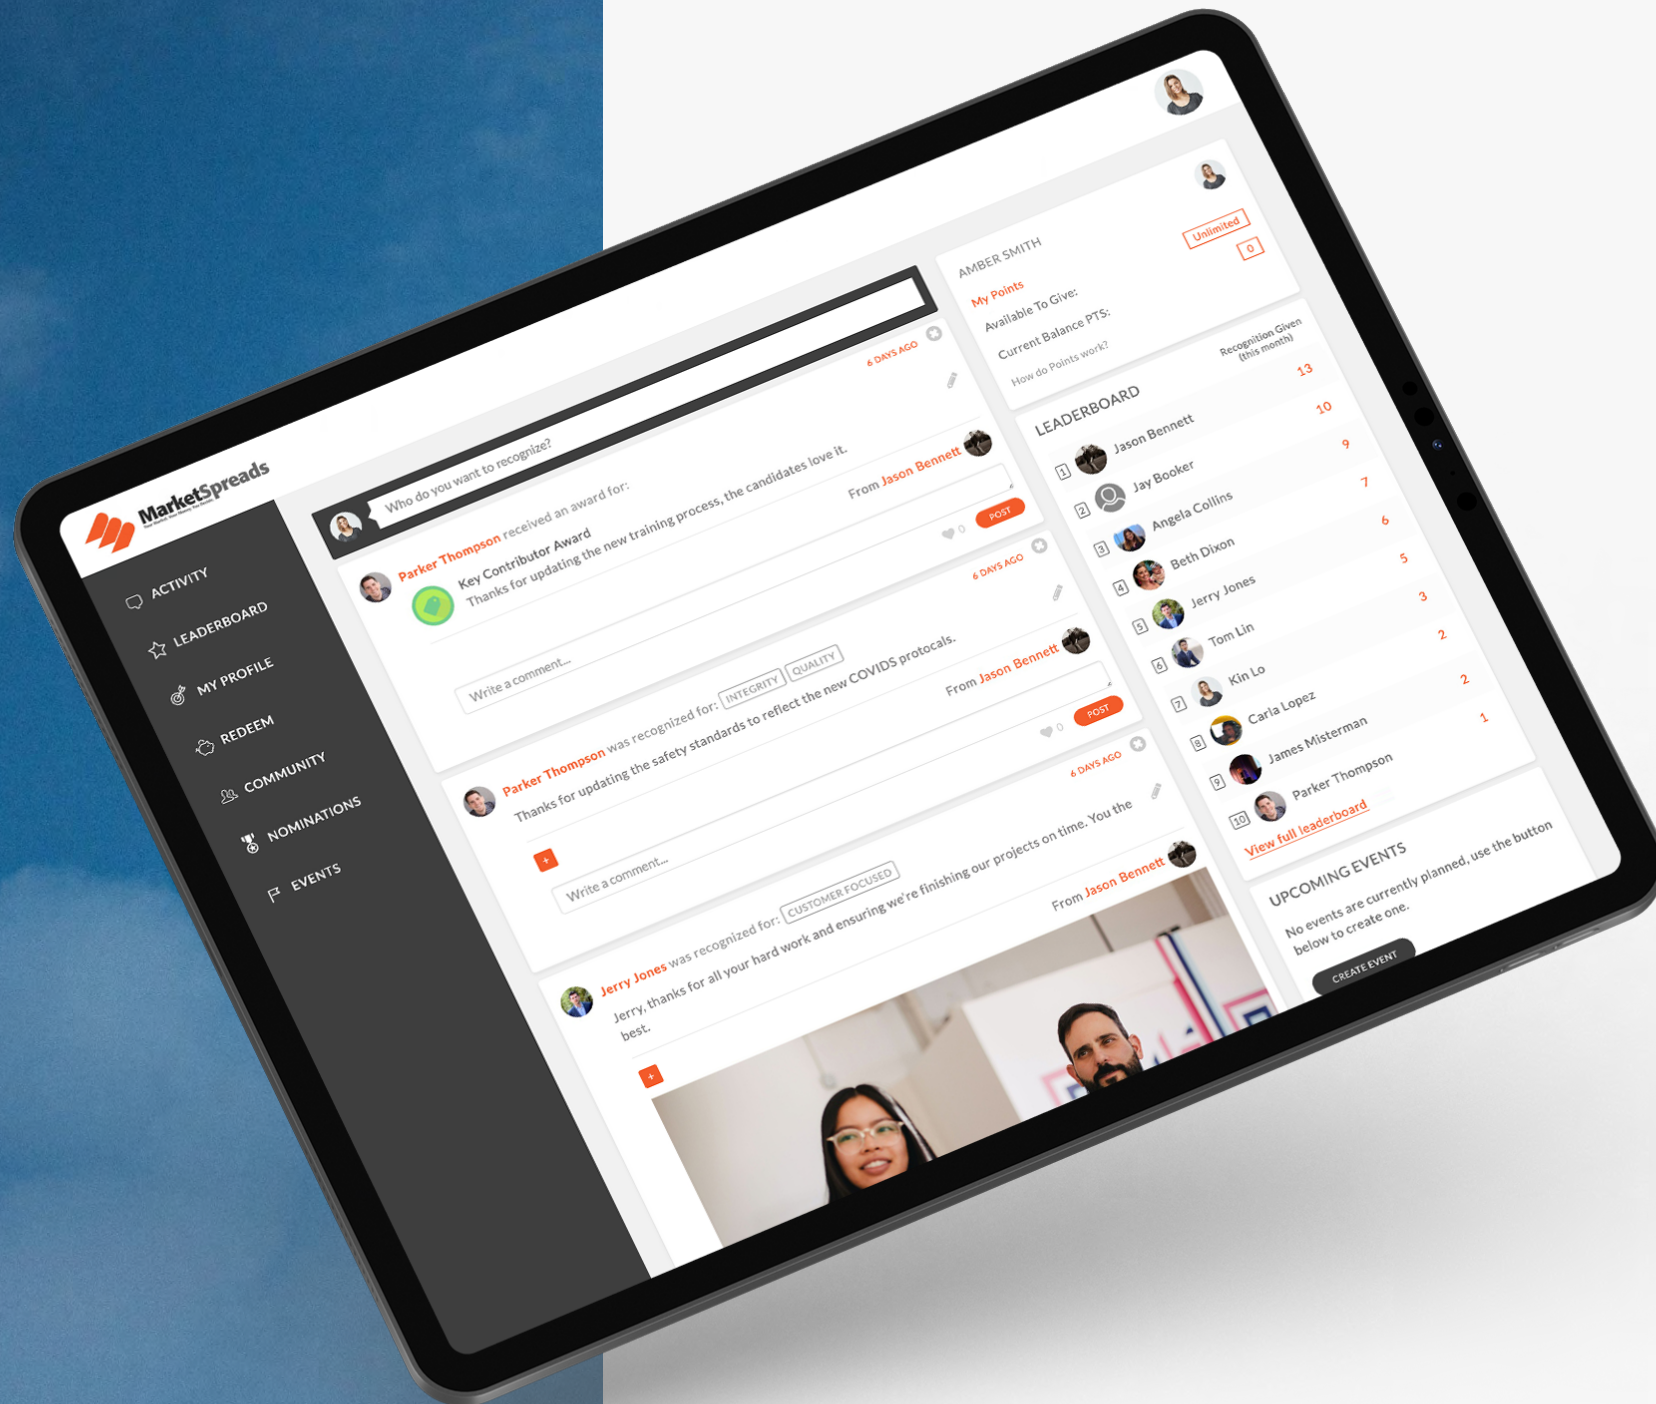 MarketSpreads
ACTIVITY
LEADERBOARD
MY PROFILE
REDEEM
COMMUNITY
NOMINATIONS
EVENTS
Who do you want to recognize?
6 DAYS AGO
Parker Thompson received an award for:
Key Contributor Award
Thanks for updating the new training process, the candidates love it.
From Jason Bennett
Write a comment...
0
POST
6 DAYS AGO
Parker Thompson was recognized for: INTEGRITY QUALITY
Thanks for updating the safety standards to reflect the new COVIDS protocals.
From Jason Bennett
+
Write a comment...
0
POST
6 DAYS AGO
Jerry Jones was recognized for: CUSTOMER FOCUSED
Jerry, thanks for all your hard work and ensuring we're finishing our projects on time. You the
best.
From Jason Bennett
+
AMBER SMITH
My Points
Available To Give: Unlimited
Current Balance PTS: 0
How do Points work?
LEADERBOARD
Recognition Given
(this month)
1 Jason Bennett 13
2 Jay Booker 10
3 Angela Collins 9
4 Beth Dixon 7
5 Jerry Jones 6
6 Tom Lin 5
7 Kin Lo 3
8 Carla Lopez 2
9 James Misterman 2
10 Parker Thompson 1
View full leaderboard
UPCOMING EVENTS
No events are currently planned, use the button
below to create one.
CREATE EVENT